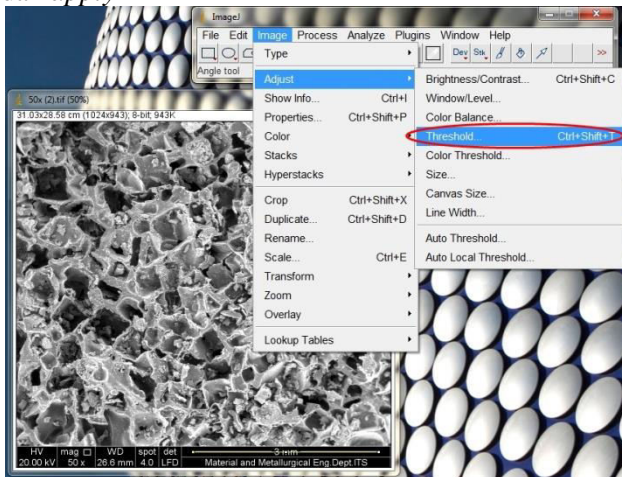 ImageJ
File Edit Image Process Analyze Plugins Window Help
Dev Stk >>
Angle tool
Type
Adjust
Show Info... Ctrl+I
Properties... Ctrl+Shift+P
Color
Stacks
Hyperstacks
Crop Ctrl+Shift+X
Duplicate... Ctrl+Shift+D
Rename...
Scale... Ctrl+E
Transform
Zoom
Overlay
Lookup Tables
Brightness/Contrast... Ctrl+Shift+C
Window/Level...
Color Balance...
Threshold... Ctrl+Shift+T
Color Threshold...
Size...
Canvas Size...
Line Width...
Auto Threshold...
Auto Local Threshold...
50x (2).tif (50%)
31.03x28.58 cm (1024x943); 8-bit; 943K
HV mag WD spot det 3 mm
20.00 kV 50 x 26.6 mm 4.0 LFD Material and Metallurgical Eng.Dept.ITS